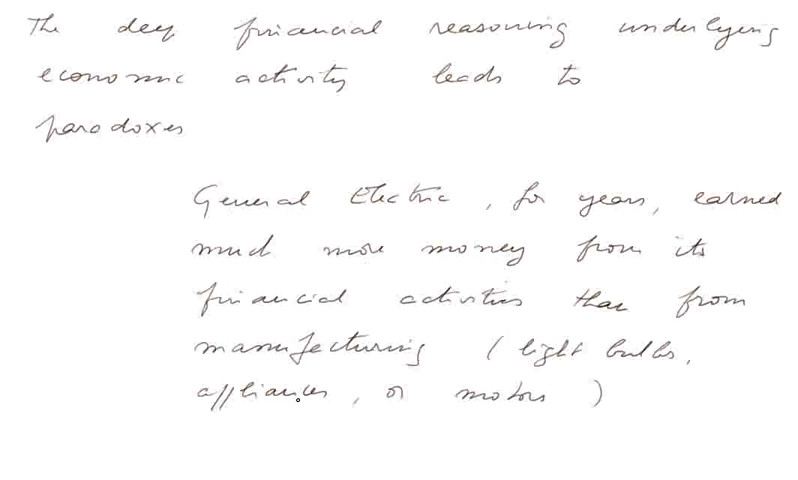 The deep financial reasoning underlying
economic activity leads to
paradoxes
General Electric, for years, earned
much more money from its
financial activities than from
manufacturing (light bulbs,
appliances, or motors)